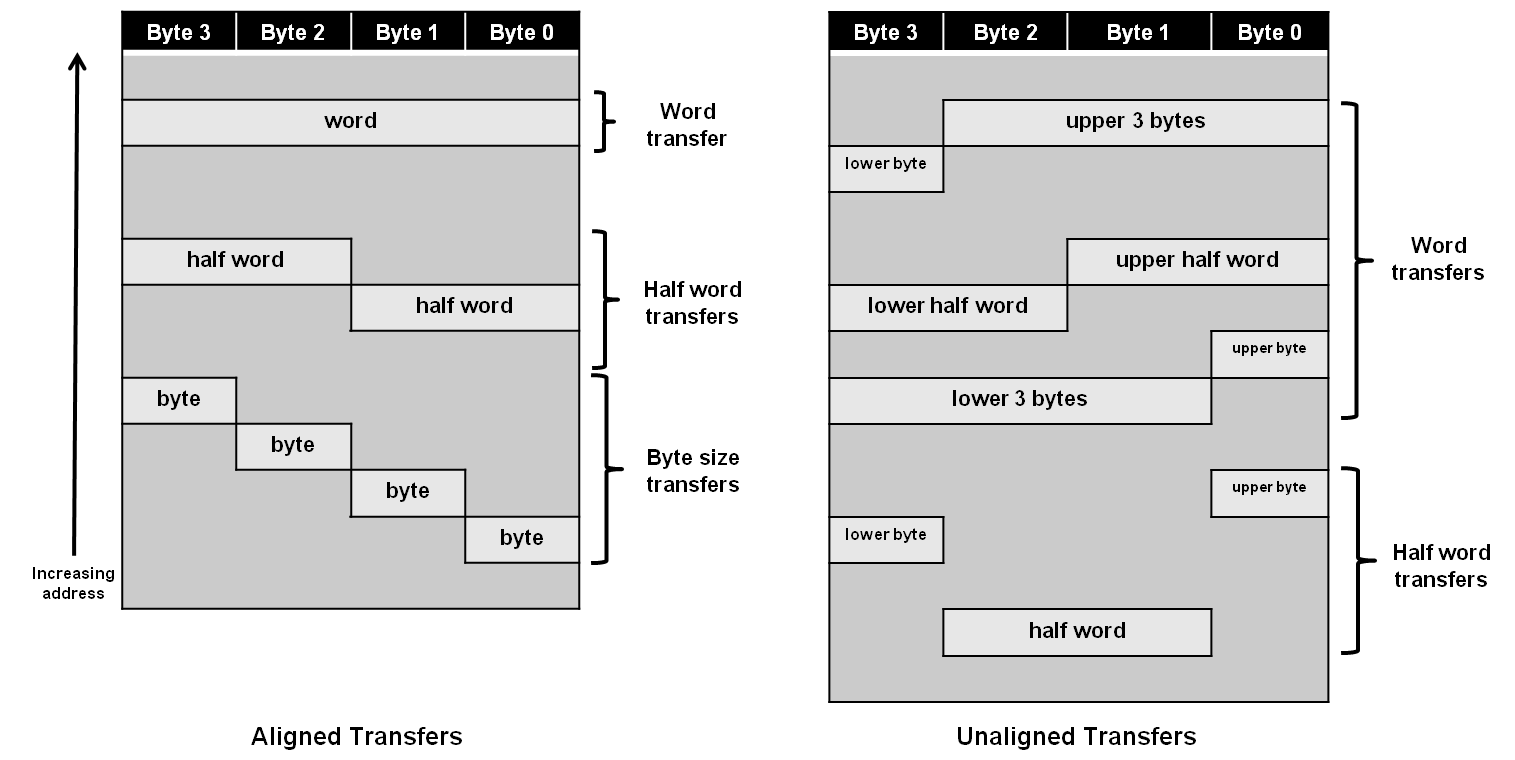 Byte 3 Byte 2 Byte 1 Byte 0
word
Word
transfer
half word
half word
Half word
transfers
byte
byte
byte
byte
Byte size
transfers
Increasing
address
Aligned Transfers
Byte 3 Byte 2 Byte 1 Byte 0
upper 3 bytes
lower byte
upper half word
lower half word
upper byte
lower 3 bytes
Word
transfers
upper byte
lower byte
half word
Half word
transfers
Unaligned Transfers